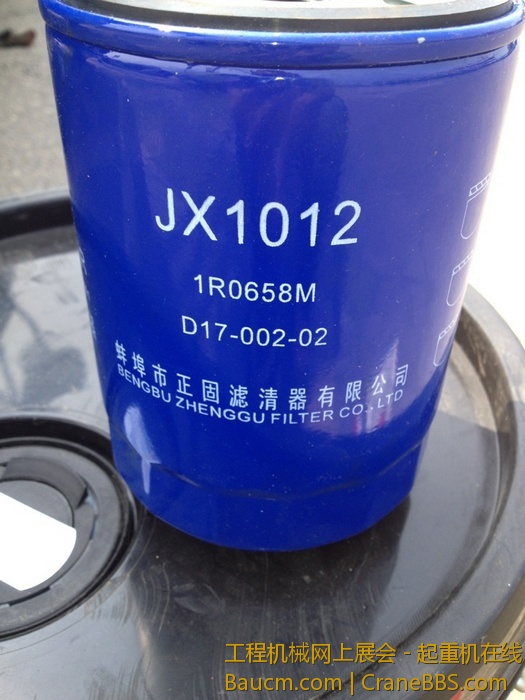 JX1012
1R0658M
D17-002-02
蚌埠市正固滤清器有限公司
BENGBU ZHENGGU FILTER CO.,LTD
工程机械网上展会 - 起重机在线
Baucm.com | CraneBBS.com